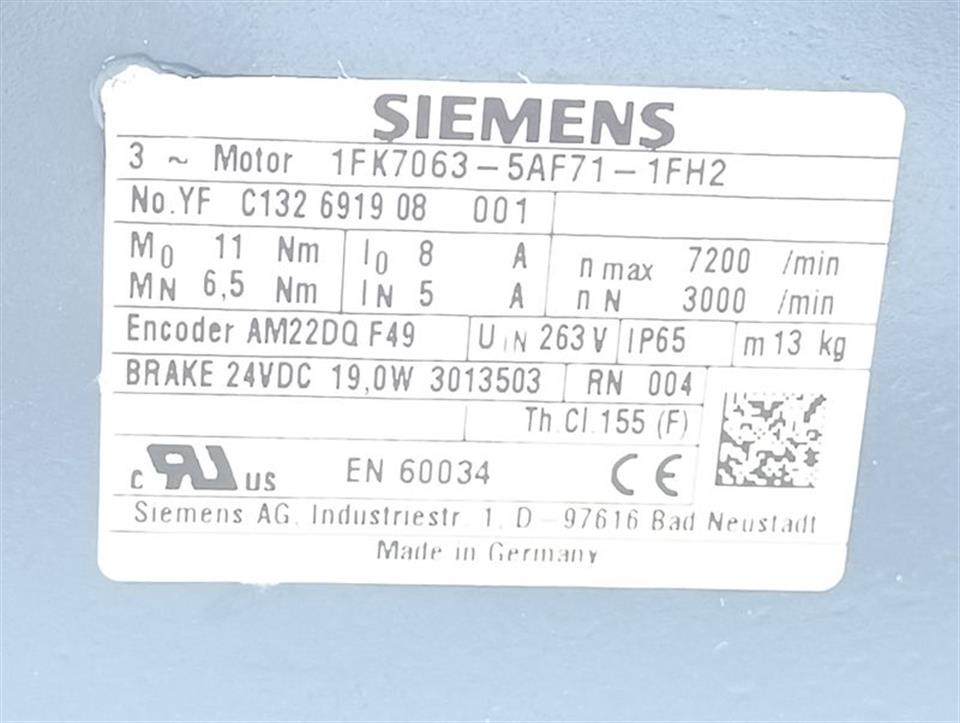 SIEMENS
3 ~ Motor 1FK7063-5AF71-1FH2
No.YF C132 6919 08 001
M0 11 Nm I0 8 A n max 7200 /min
MN 6,5 Nm IN 5 A n N 3000 /min
Encoder AM22DQ F49 UIN 263 V IP65 m 13 kg
BRAKE 24VDC 19,0W 3013503 RN 004
Th.Cl.155 (F)
c RU US EN 60034 CE
Siemens AG, Industriestr. 1, D-97616 Bad Neustadt
Made in Germany